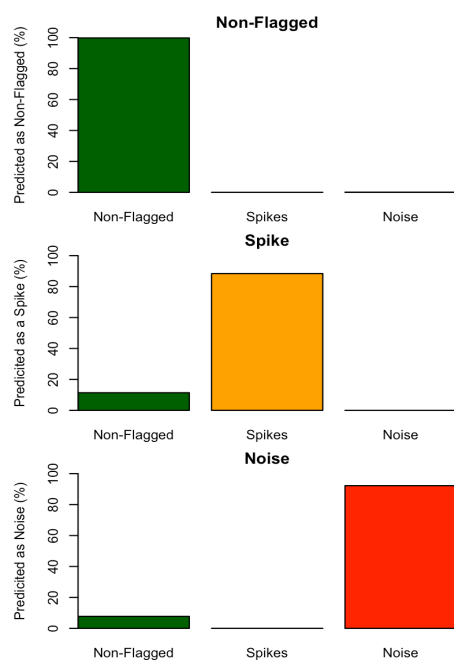 Non-Flagged
Predicted as Non-Flagged (%)
100
80
60
40
20
0
Non-Flagged Spikes Noise
Spike
Predicited as a Spike (%)
100
80
60
40
20
0
Non-Flagged Spikes Noise
Noise
Predicited as Noise (%)
100
80
60
40
20
0
Non-Flagged Spikes Noise